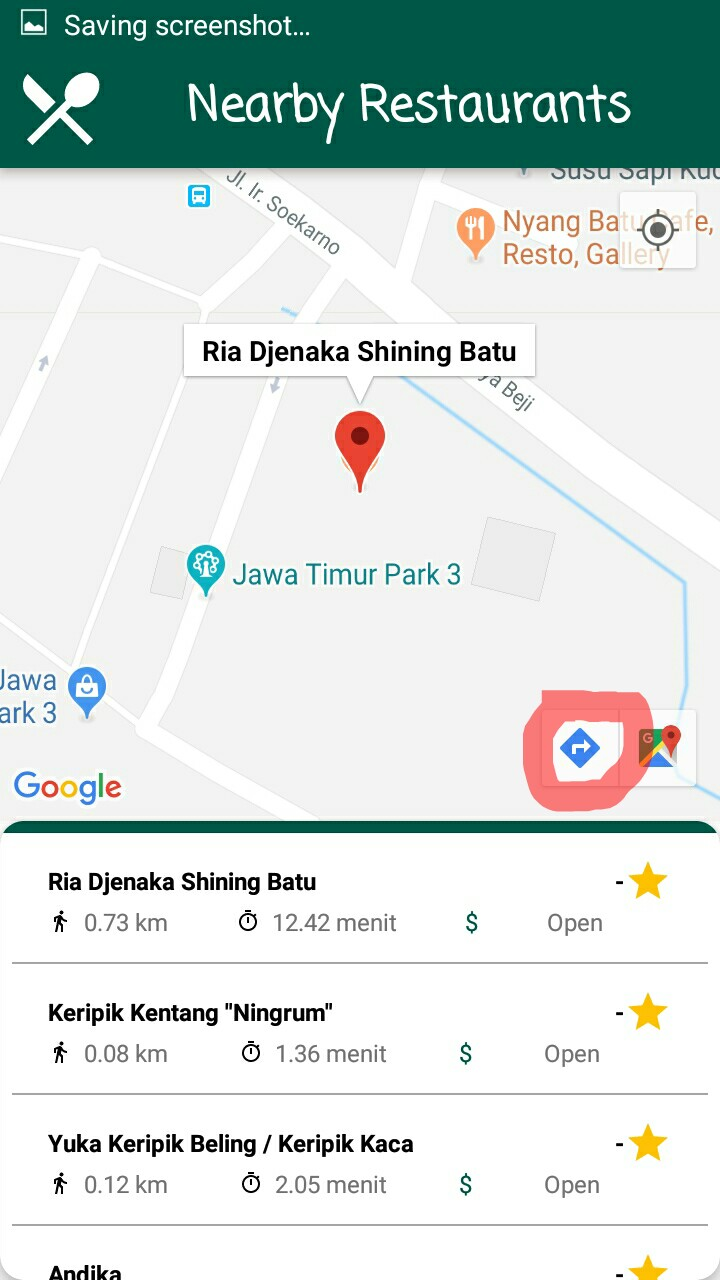 Saving screenshot...
Nearby Restaurants
Susu Sapi
Jl. Ir. Soekarno
Nyang Batu Cafe,
Resto, Gallery
Ria Djenaka Shining Batu
Beji
Jawa Timur Park 3
Jawa
ark 3
Google
G
Ria Djenaka Shining Batu -
0.73 km 12.42 menit $ Open
Keripik Kentang "Ningrum" -
0.08 km 1.36 menit $ Open
Yuka Keripik Beling / Keripik Kaca -
0.12 km 2.05 menit $ Open
Andika -